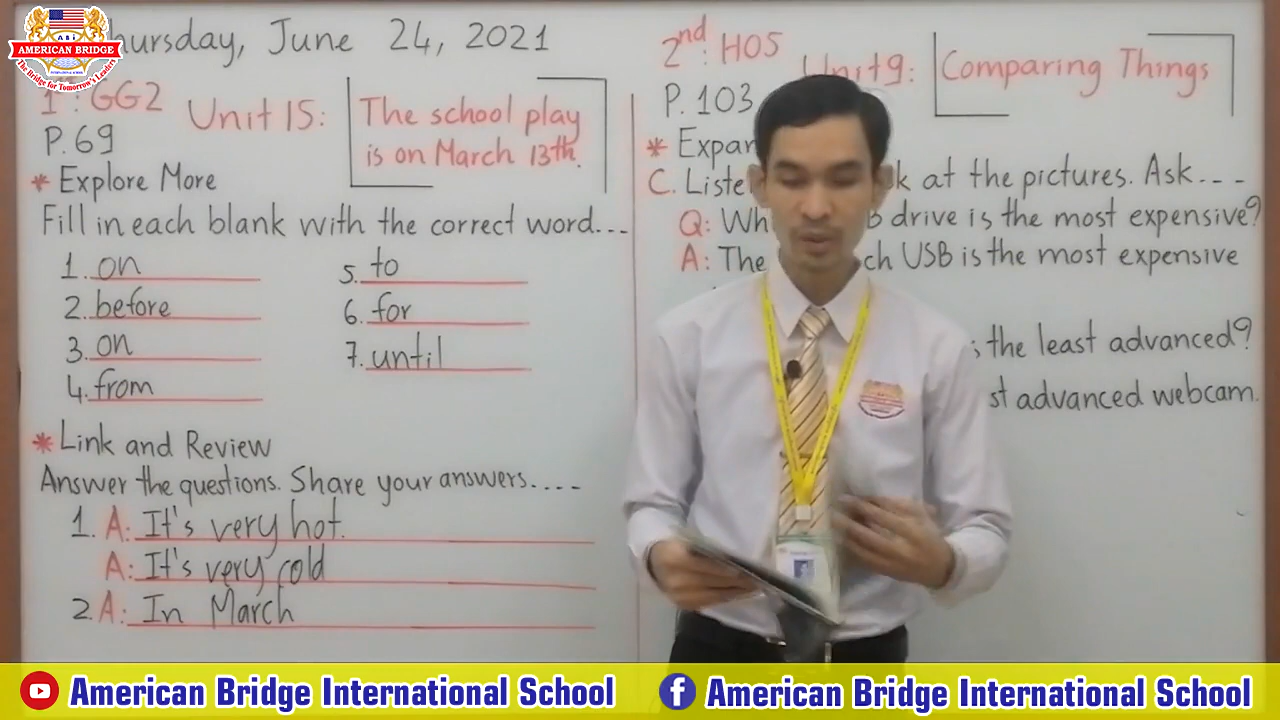 AMERICAN BRIDGE
The Bridge for Tomorrow's Leaders
hursday, June 24, 2021
1 : GG2
Unit 15:
The school play
is on March 13th.
P. 69
* Explore More
Fill in each blank with the correct word...
1. on
2. before
3. on
4. from
5. to
6. for
7. until
* Link and Review
Answer the questions. Share your answers....
1. A: It's very hot.
A: It's very cold
2. A: In March
2nd: HO5
Unit 9:
Comparing Things
P. 103
* Expan
C. Liste k at the pictures. Ask....
Q: Wh B drive is the most expensive?
A: The ch USB is the most expensive
s the least advanced?
st advanced webcam.
American Bridge International School
American Bridge International School